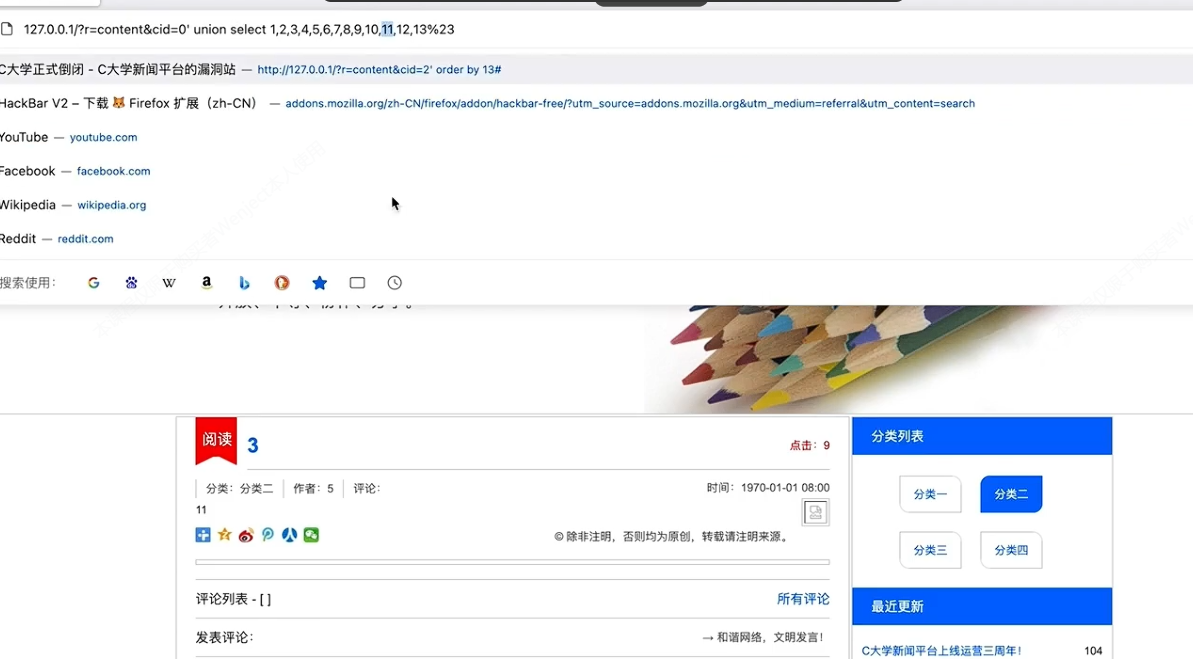 127.0.0.1/?r=content&cid=0' union select 1,2,3,4,5,6,7,8,9,10,11,12,13%23
C大学正式倒闭 - C大学新闻平台的漏洞站 — http://127.0.0.1/?r=content&cid=2' order by 13#
HackBar V2 – 下载 🦊 Firefox 扩展（zh-CN） — addons.mozilla.org/zh-CN/firefox/addon/hackbar-free/?utm_source=addons.mozilla.org&utm_medium=referral&utm_content=search
YouTube — youtube.com
Facebook — facebook.com
Wikipedia — wikipedia.org
Reddit — reddit.com
搜索使用：
阅读 3 点击：9
分类：分类二 作者：5 评论：
时间：1970-01-01 08:00
11
© 除非注明，否则均为原创，转载请注明来源。
评论列表 - [ ] 所有评论
发表评论： → 和谐网络，文明发言！
分类列表
分类一 分类二
分类三 分类四
最近更新
C大学新闻平台上线运营三周年！ 104